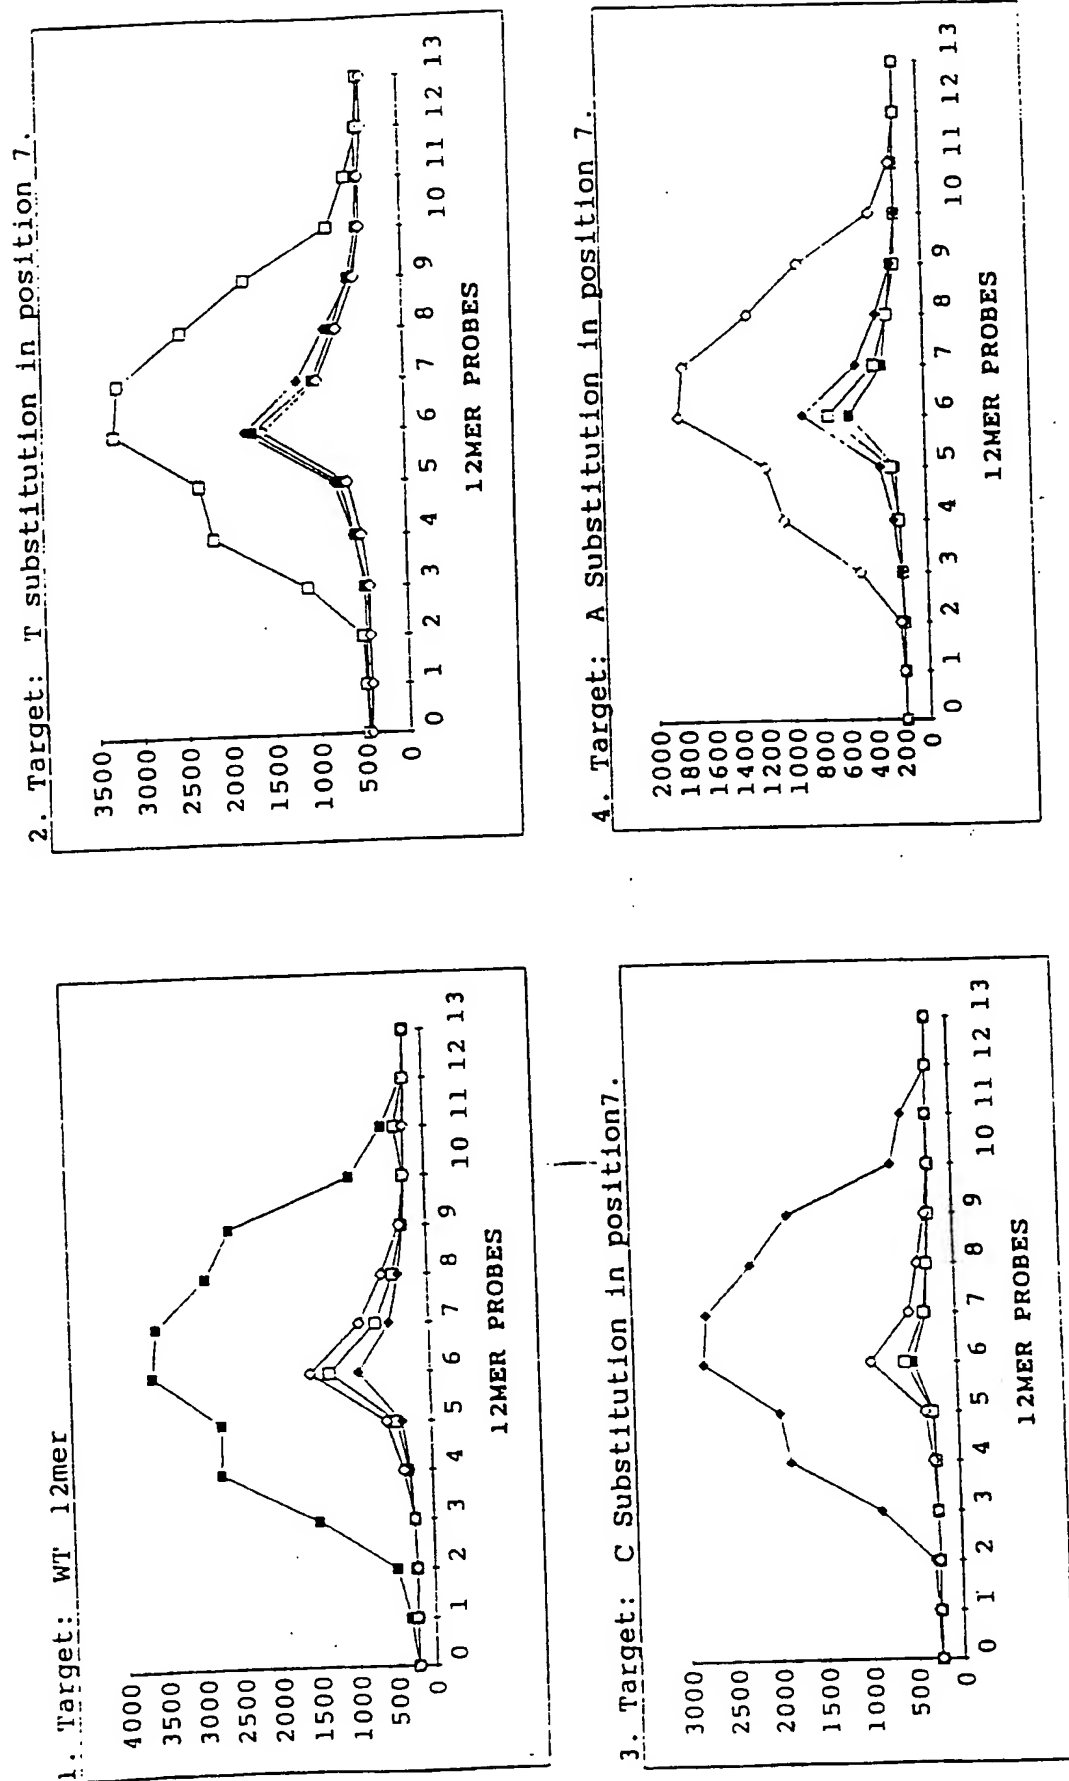 1. Target: WT 12mer
4000
3500
3000
2500
2000
1500
1000
500
0
0 1 2 3 4 5 6 7 8 9 10 11 12 13
12MER PROBES
2. Target: T substitution in position 7.
3500
3000
2500
2000
1500
1000
500
0
0 1 2 3 4 5 6 7 8 9 10 11 12 13
12MER PROBES
3. Target: C Substitution in position7.
3000
2500
2000
1500
1000
500
0
0 1 2 3 4 5 6 7 8 9 10 11 12 13
12MER PROBES
4. Target: A Substitution in position 7.
2000
1800
1600
1400
1200
1000
800
600
400
200
0
0 1 2 3 4 5 6 7 8 9 10 11 12 13
12MER PROBES